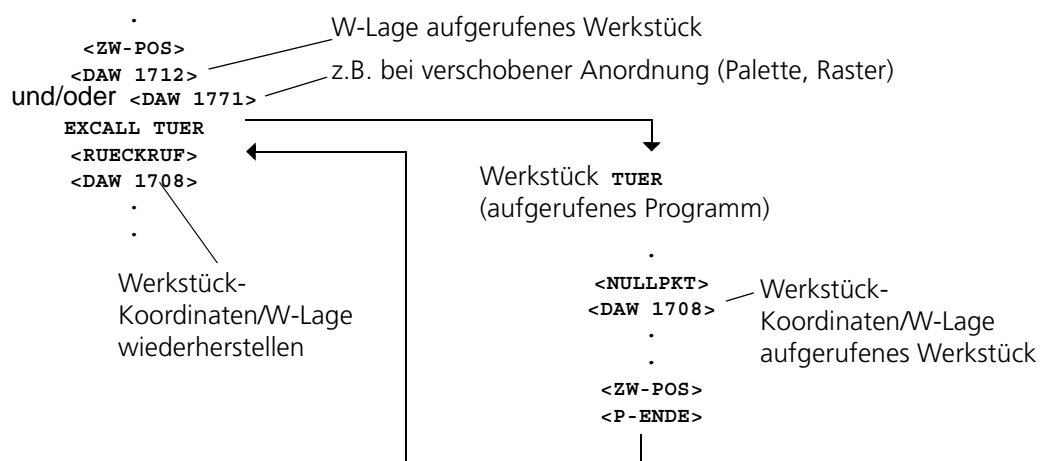 .
<ZW-POS>
W-Lage aufgerufenes Werkstück
<DAW 1712>
z.B. bei verschobener Anordnung (Palette, Raster)
und/oder <DAW 1771>
EXCALL TUER
<RUECKRUF>
<DAW 1708>
.
.
Werkstück-
Koordinaten/W-Lage
wiederherstellen
Werkstück TUER
(aufgerufenes Programm)
.
<NULLPKT>
<DAW 1708>
.
.
<ZW-POS>
<P-ENDE>
Werkstück-
Koordinaten/W-Lage
aufgerufenes Werkstück